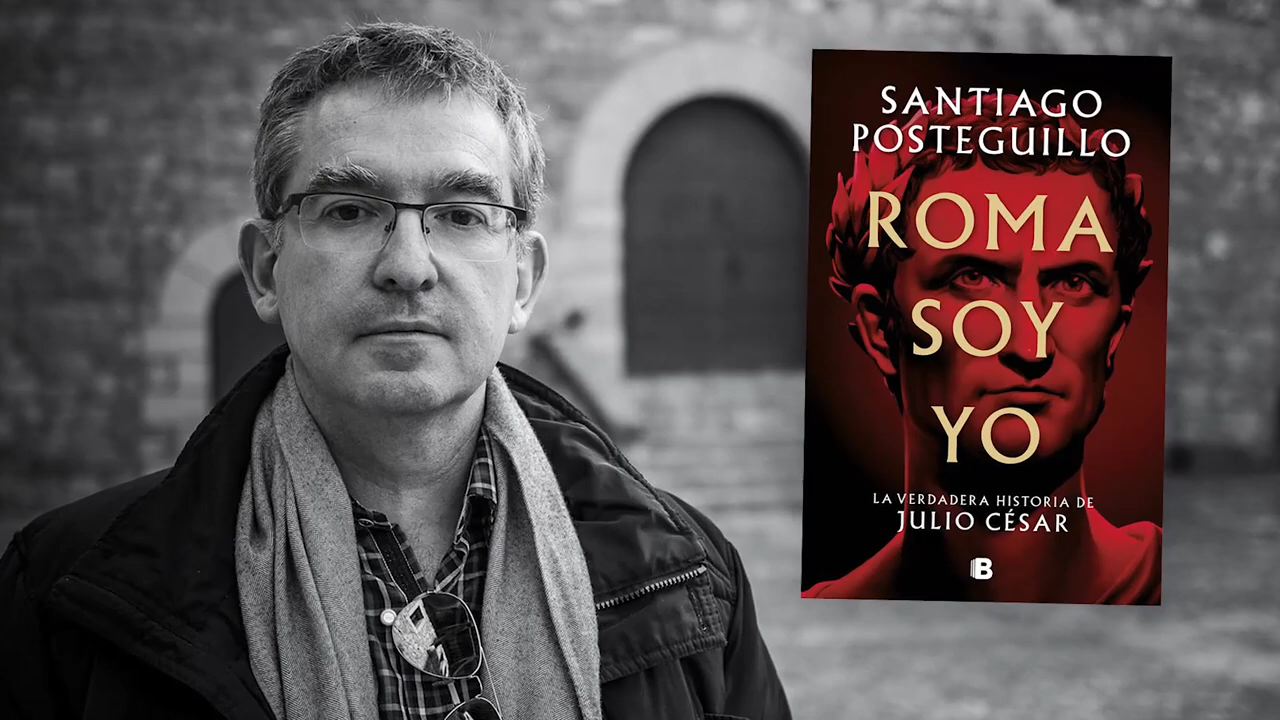 SANTIAGO
POSTEGUILLO
ROMA
SOY
YO
LA VERDADERA HISTORIA DE
JULIO CÉSAR
B